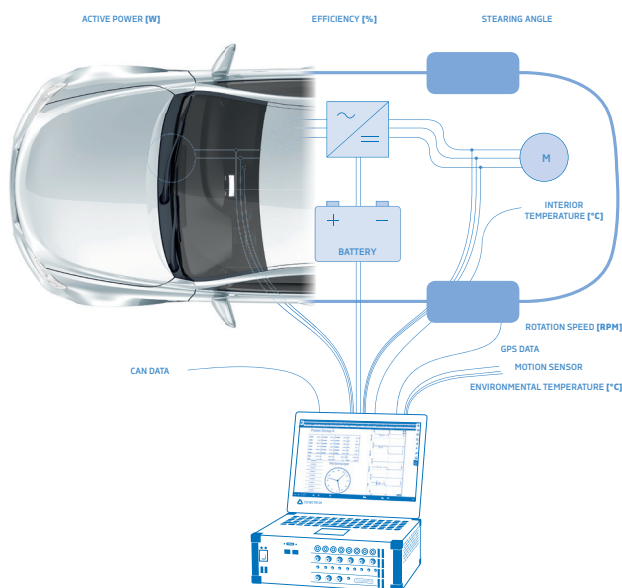 ACTIVE POWER [W]
EFFICIENCY [%]
STEARING ANGLE
M
INTERIOR
TEMPERATURE [°C]
+ −
BATTERY
ROTATION SPEED [RPM]
GPS DATA
MOTION SENSOR
CAN DATA
ENVIRONMENTAL TEMPERATURE [°C]